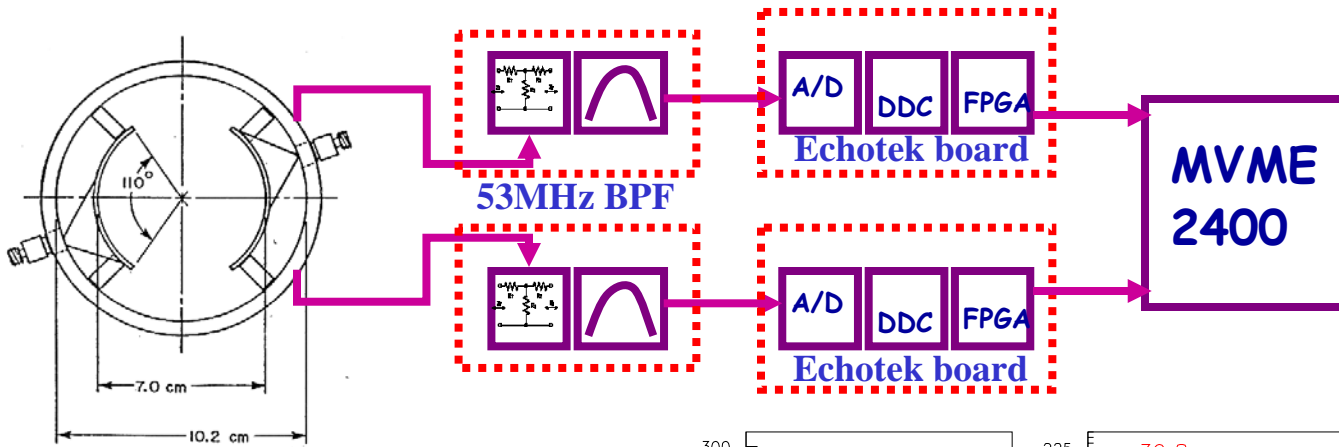 A/D
DDC
FPGA
Echotek board
53MHz BPF
MVME
2400
110°
A/D
DDC
FPGA
Echotek board
7.0 cm
10.2 cm
300